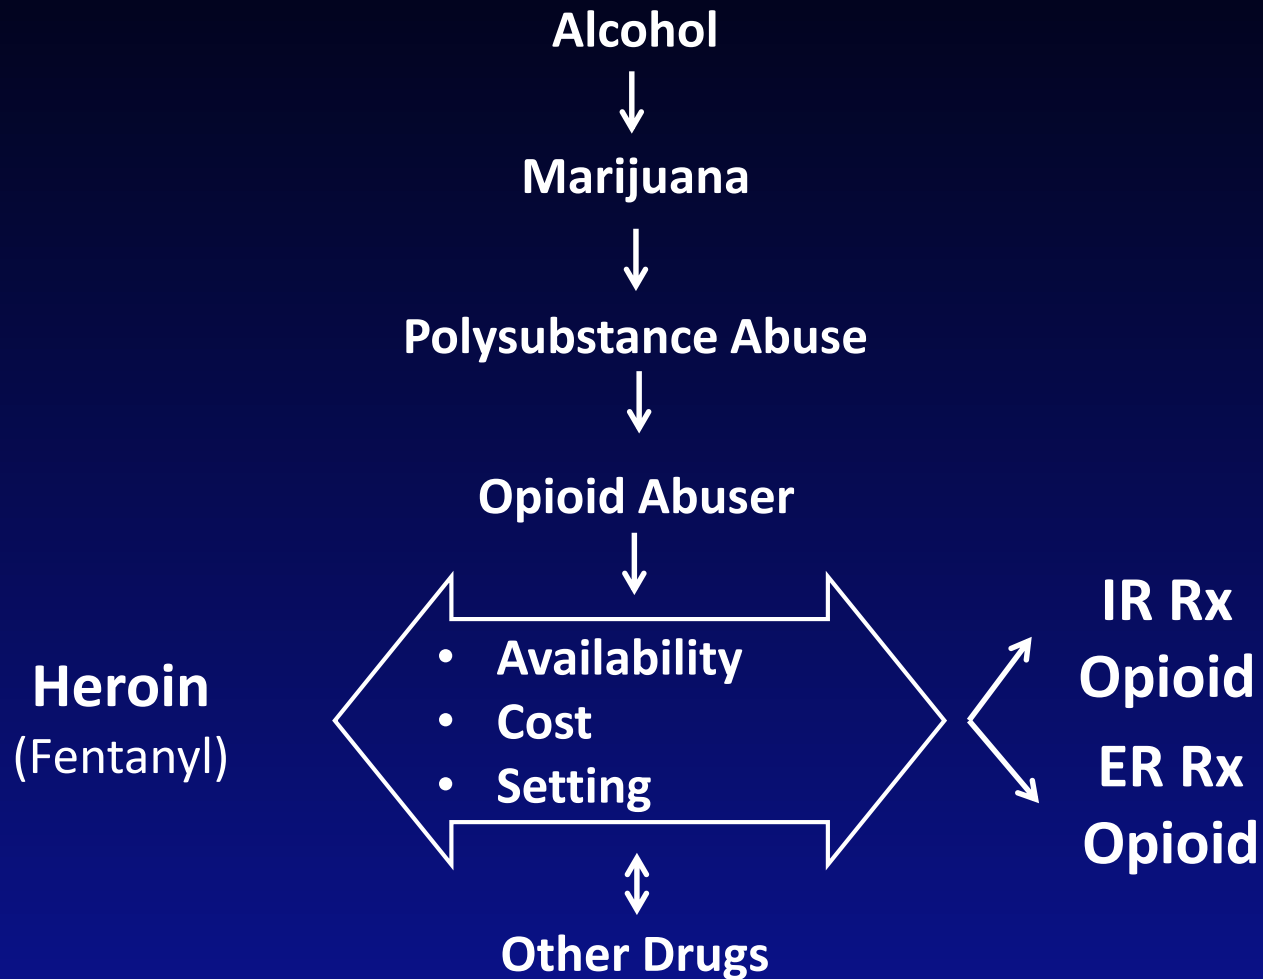 Alcohol
Marijuana
Polysubstance Abuse
Opioid Abuser
Heroin
(Fentanyl)
• Availability
• Cost
• Setting
IR Rx
Opioid
ER Rx
Opioid
Other Drugs